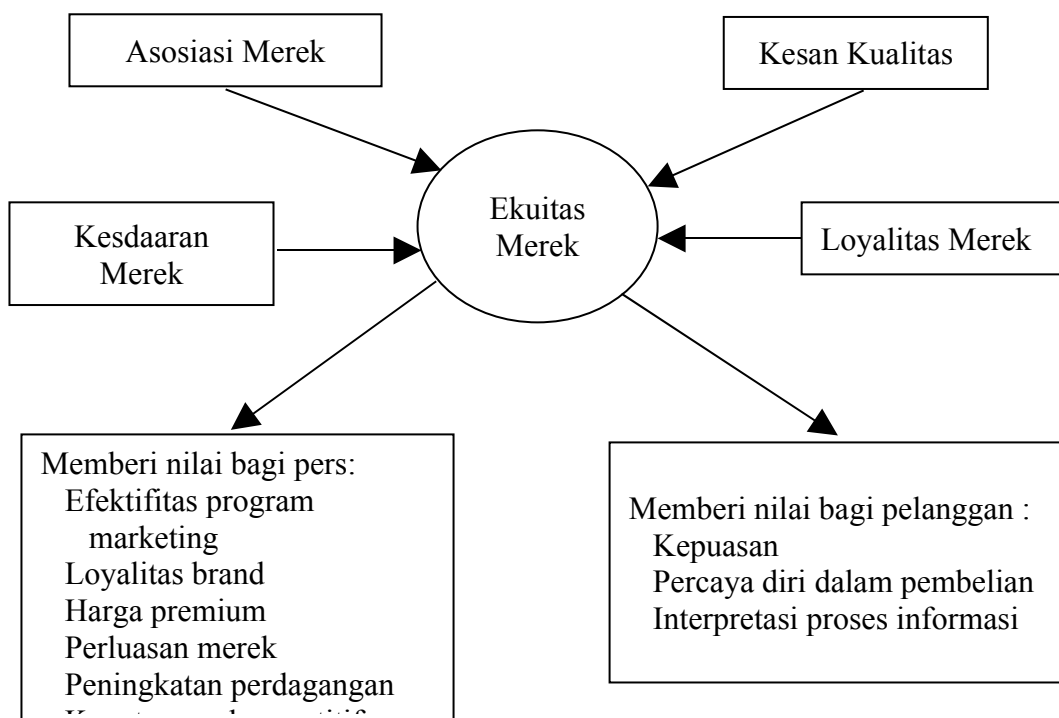 Asosiasi Merek
Kesan Kualitas
Ekuitas
Merek
Kesdaaran
Merek
Loyalitas Merek
Memberi nilai bagi pers:
Efektifitas program
marketing
Loyalitas brand
Harga premium
Perluasan merek
Peningkatan perdagangan
Memberi nilai bagi pelanggan :
Kepuasan
Percaya diri dalam pembelian
Interpretasi proses informasi